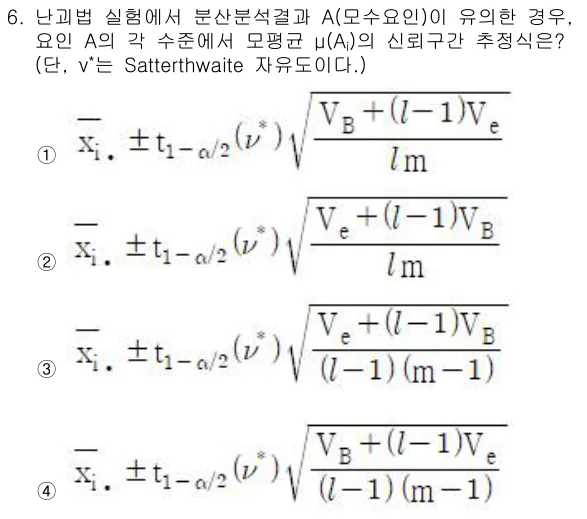 6. 난괴법 실험에서 분산분석결과 A(모수요인)이 유의한 경우,
요인 A의 각 수준에서 모평균 μ(Aᵢ)의 신뢰구간 추정식은?
(단, ν*는 Satterthwaite 자유도이다.)
① x̄ᵢ. ± t₁₋α/₂(ν*)√((V_B+(l−1)V_e)/(lm))
② x̄ᵢ. ± t₁₋α/₂(ν*)√((V_e+(l−1)V_B)/(lm))
③ x̄ᵢ. ± t₁₋α/₂(ν*)√((V_e+(l−1)V_B)/((l−1)(m−1)))
④ x̄ᵢ. ± t₁₋α/₂(ν*)√((V_B+(l−1)V_e)/((l−1)(m−1)))